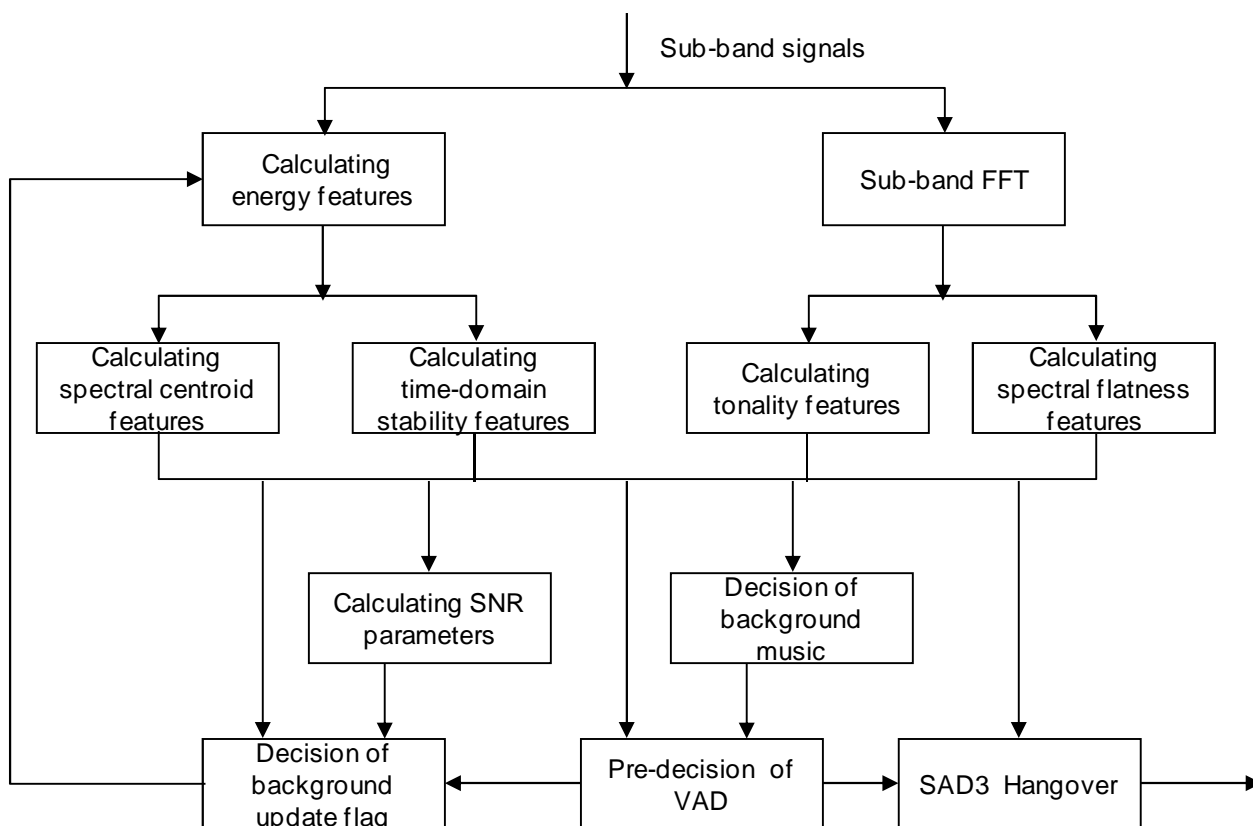 Sub-band signals
Calculating
energy features
Sub-band FFT
Calculating
spectral centroid
features
Calculating
time-domain
stability features
Calculating
tonality features
Calculating
spectral flatness
features
Calculating SNR
parameters
Decision of
background
music
Decision of
background
update flag
Pre-decision of
VAD
SAD3 Hangover